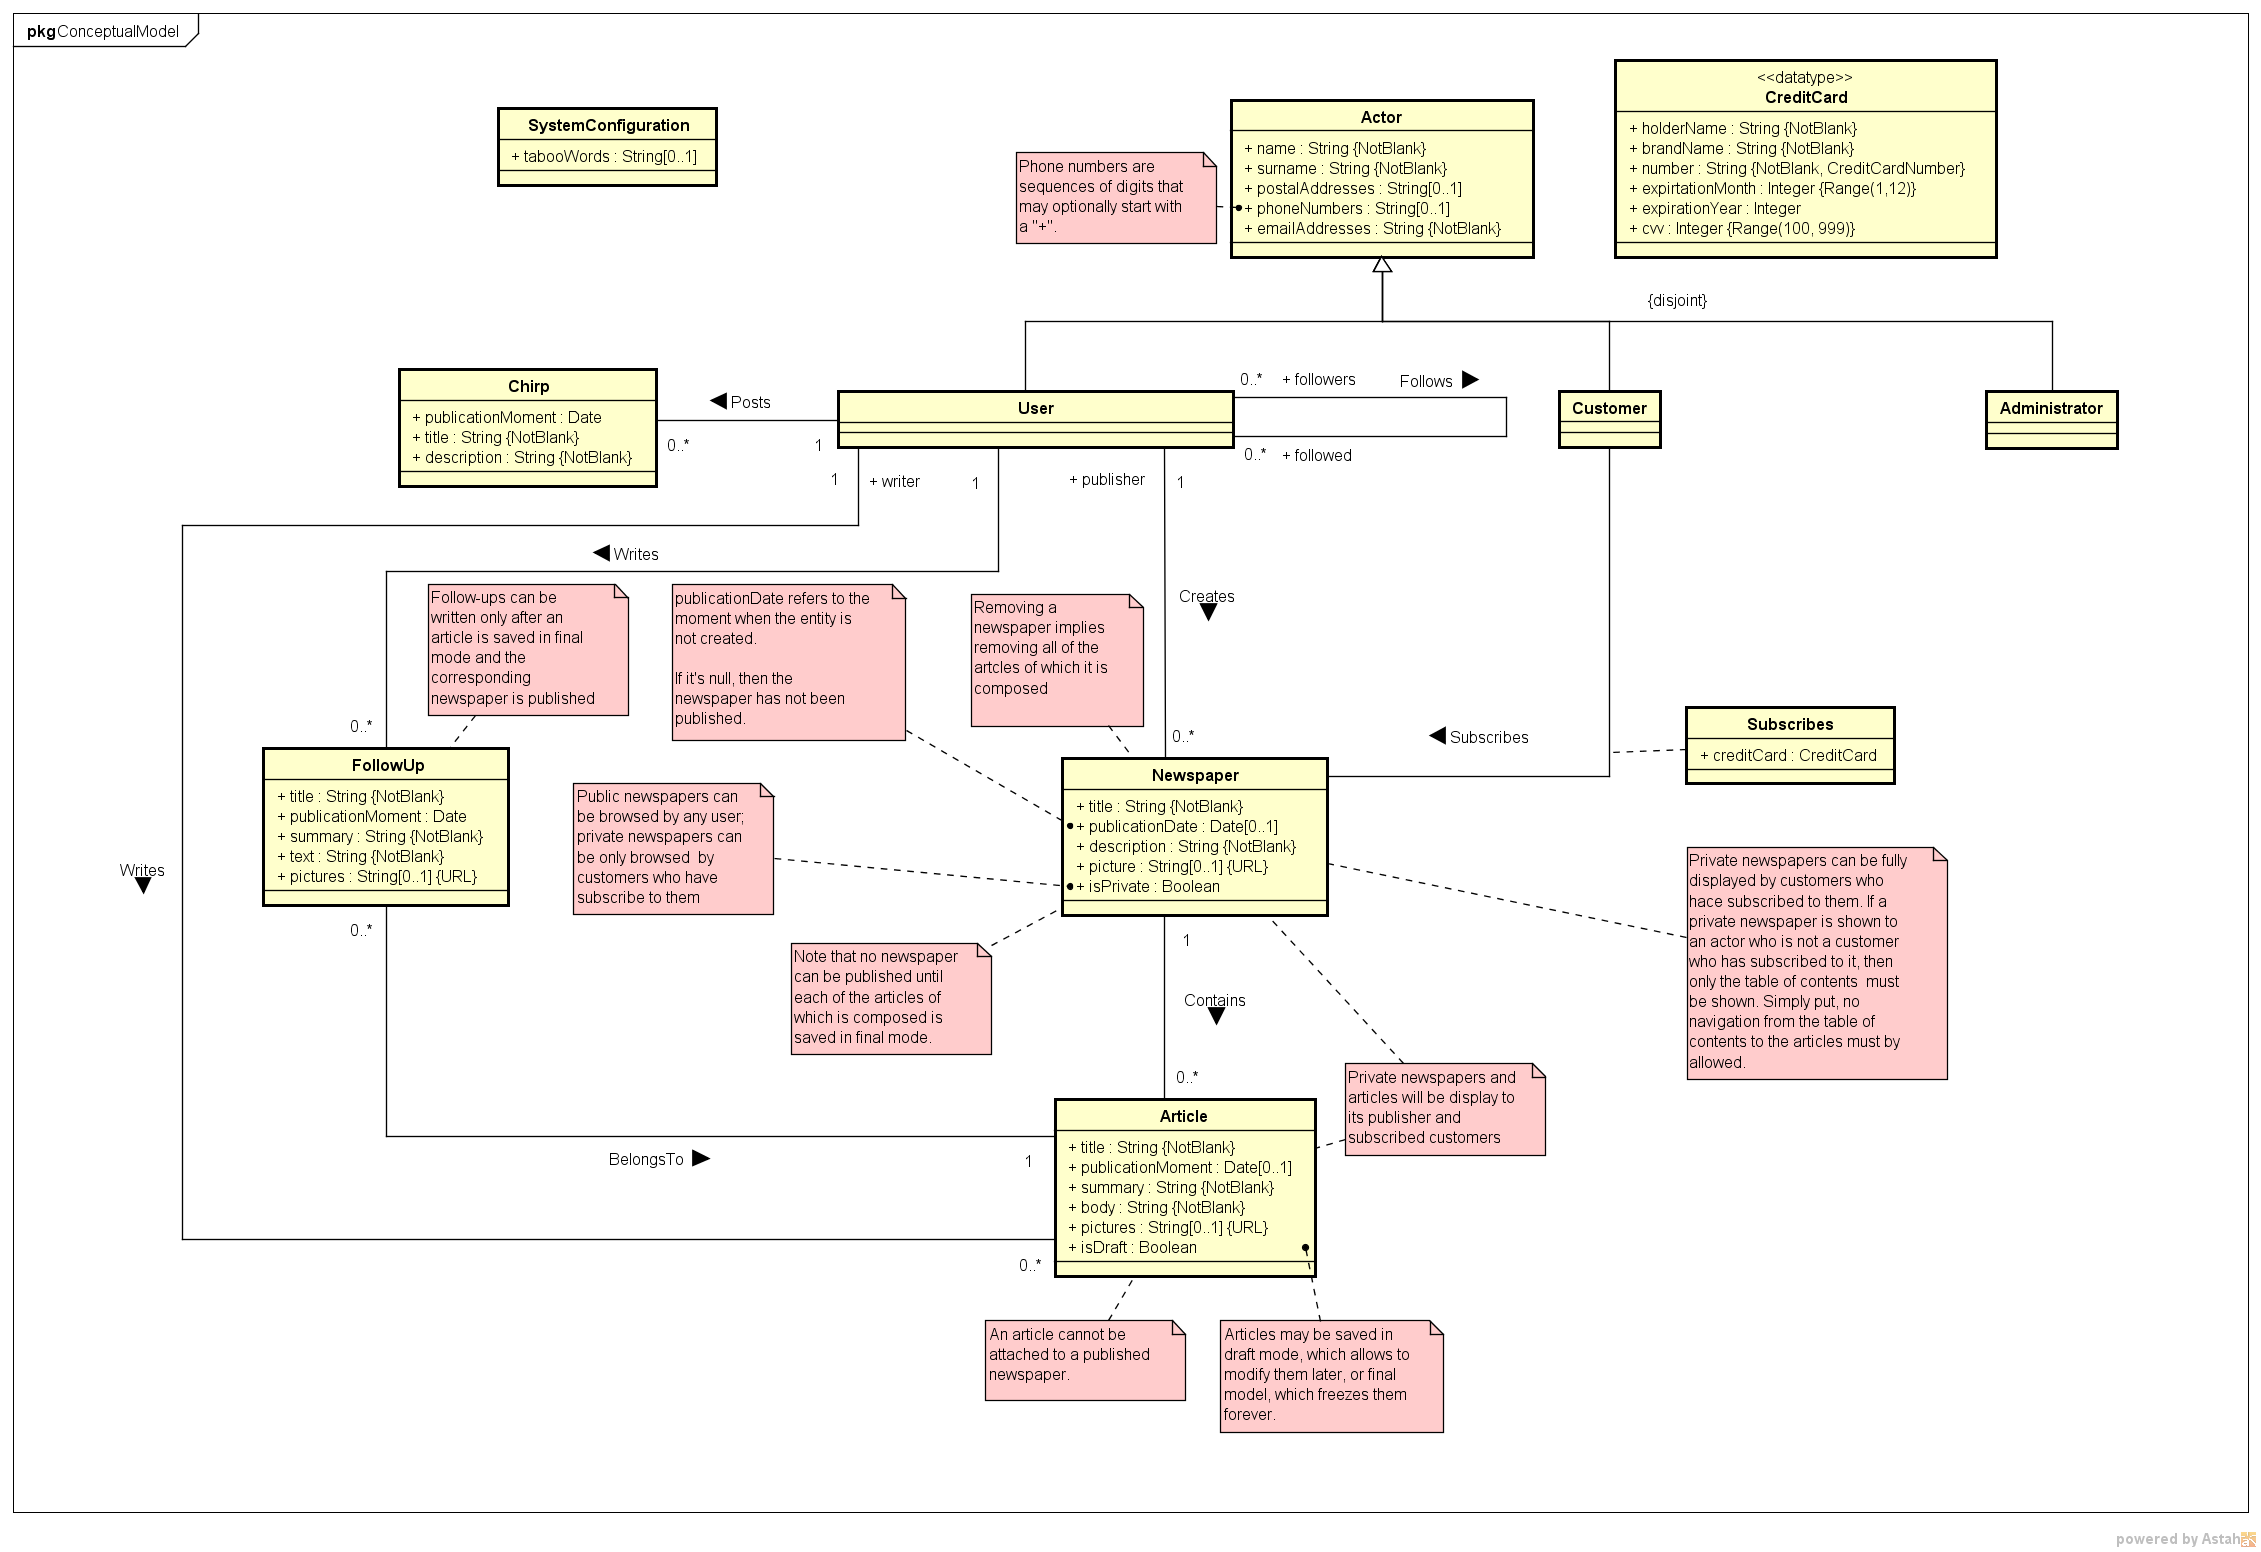 pkg ConceptualModel
SystemConfiguration
+ tabooWords : String[0..1]
Phone numbers are
sequences of digits that
may optionally start with
a "+".
Actor
+ name : String {NotBlank}
+ surname : String {NotBlank}
+ postalAddresses : String[0..1]
+ phoneNumbers : String[0..1]
+ emailAddresses : String {NotBlank}
<<datatype>>
CreditCard
+ holderName : String {NotBlank}
+ brandName : String {NotBlank}
+ number : String {NotBlank, CreditCardNumber}
+ expirtationMonth : Integer {Range(1,12)}
+ expirationYear : Integer
+ cvv : Integer {Range(100, 999)}
{disjoint}
Chirp
+ publicationMoment : Date
+ title : String {NotBlank}
+ description : String {NotBlank}
Posts
0..*
1
User
0..*
+ followers
Follows
0..*
+ followed
Customer
Administrator
1
+ writer
1
+ publisher
1
Writes
Follow-ups can be
written only after an
article is saved in final
mode and the
corresponding
newspaper is published
publicationDate refers to the
moment when the entity is
not created.
If it's null, then the
newspaper has not been
published.
Removing a
newspaper implies
removing all of the
artcles of which it is
composed
Creates
0..*
0..*
Subscribes
Subscribes
+ creditCard : CreditCard
FollowUp
+ title : String {NotBlank}
+ publicationMoment : Date
+ summary : String {NotBlank}
+ text : String {NotBlank}
+ pictures : String[0..1] {URL}
Public newspapers can
be browsed by any user;
private newspapers can
be only browsed by
customers who have
subscribe to them
Newspaper
+ title : String {NotBlank}
+ publicationDate : Date[0..1]
+ description : String {NotBlank}
+ picture : String[0..1] {URL}
+ isPrivate : Boolean
Writes
0..*
Note that no newspaper
can be published until
each of the articles of
which is composed is
saved in final mode.
1
Contains
0..*
Private newspapers can be fully
displayed by customers who
hace subscribed to them. If a
private newspaper is shown to
an actor who is not a customer
who has subscribed to it, then
only the table of contents must
be shown. Simply put, no
navigation from the table of
contents to the articles must by
allowed.
Private newspapers and
articles will be display to
its publisher and
subscribed customers
BelongsTo
1
Article
+ title : String {NotBlank}
+ publicationMoment : Date[0..1]
+ summary : String {NotBlank}
+ body : String {NotBlank}
+ pictures : String[0..1] {URL}
+ isDraft : Boolean
0..*
An article cannot be
attached to a published
newspaper.
Articles may be saved in
draft mode, which allows to
modify them later, or final
model, which freezes them
forever.
powered by Astah